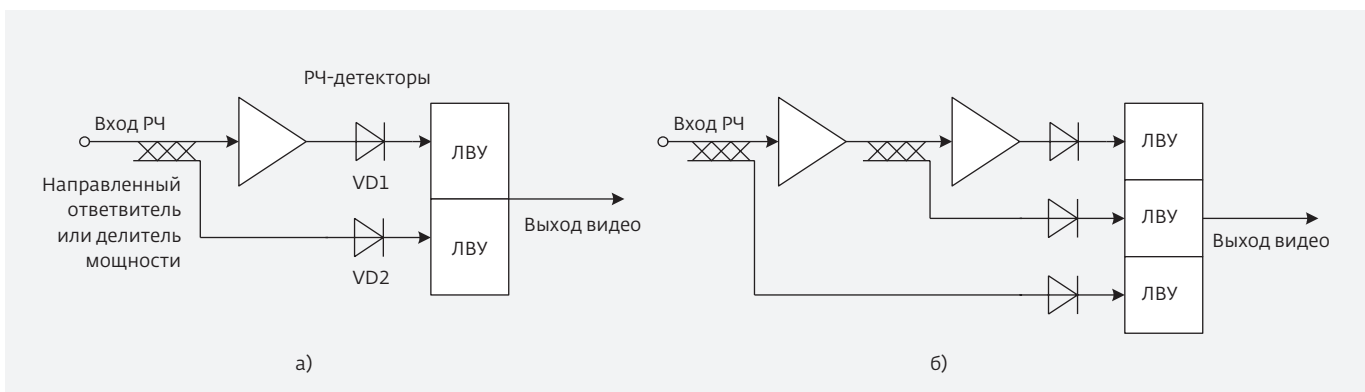 РЧ-детекторы
Вход РЧ
ЛВУ
VD1
Направленный
ответвитель
или делитель
мощности
ЛВУ
VD2
Выход видео
а)
Вход РЧ
ЛВУ
ЛВУ
Выход видео
ЛВУ
б)